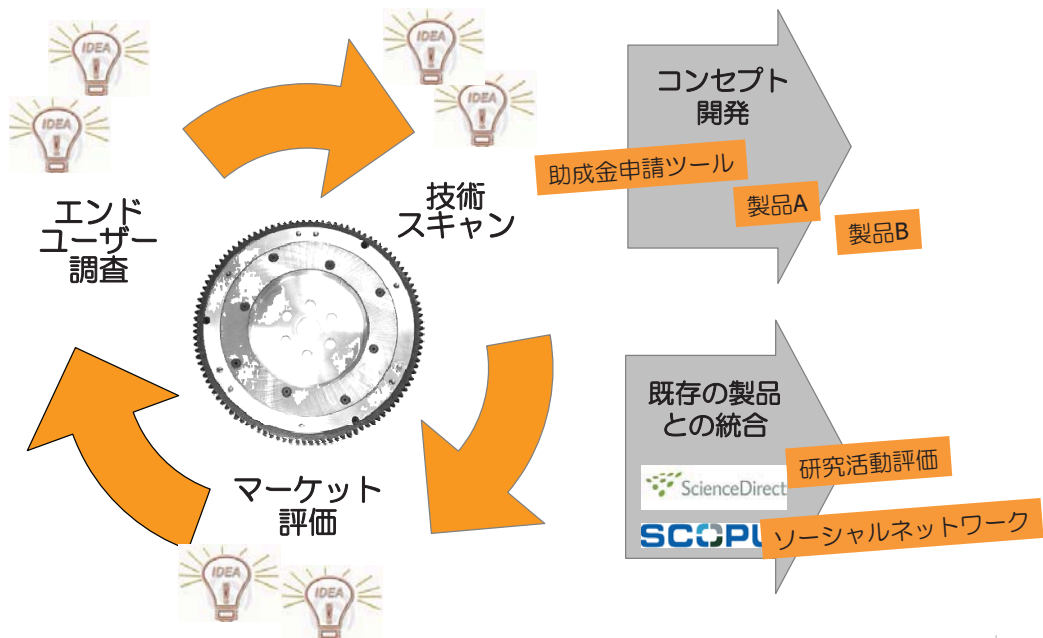 IDEA
IDEA
エンド
ユーザー
調査
IDEA
IDEA
技術
スキャン
マーケット
評価
IDEA
IDEA
コンセプト
開発
助成金申請ツール
製品A
製品B
既存の製品
との統合
ScienceDirect
研究活動評価
SCOPU
ソーシャルネットワーク